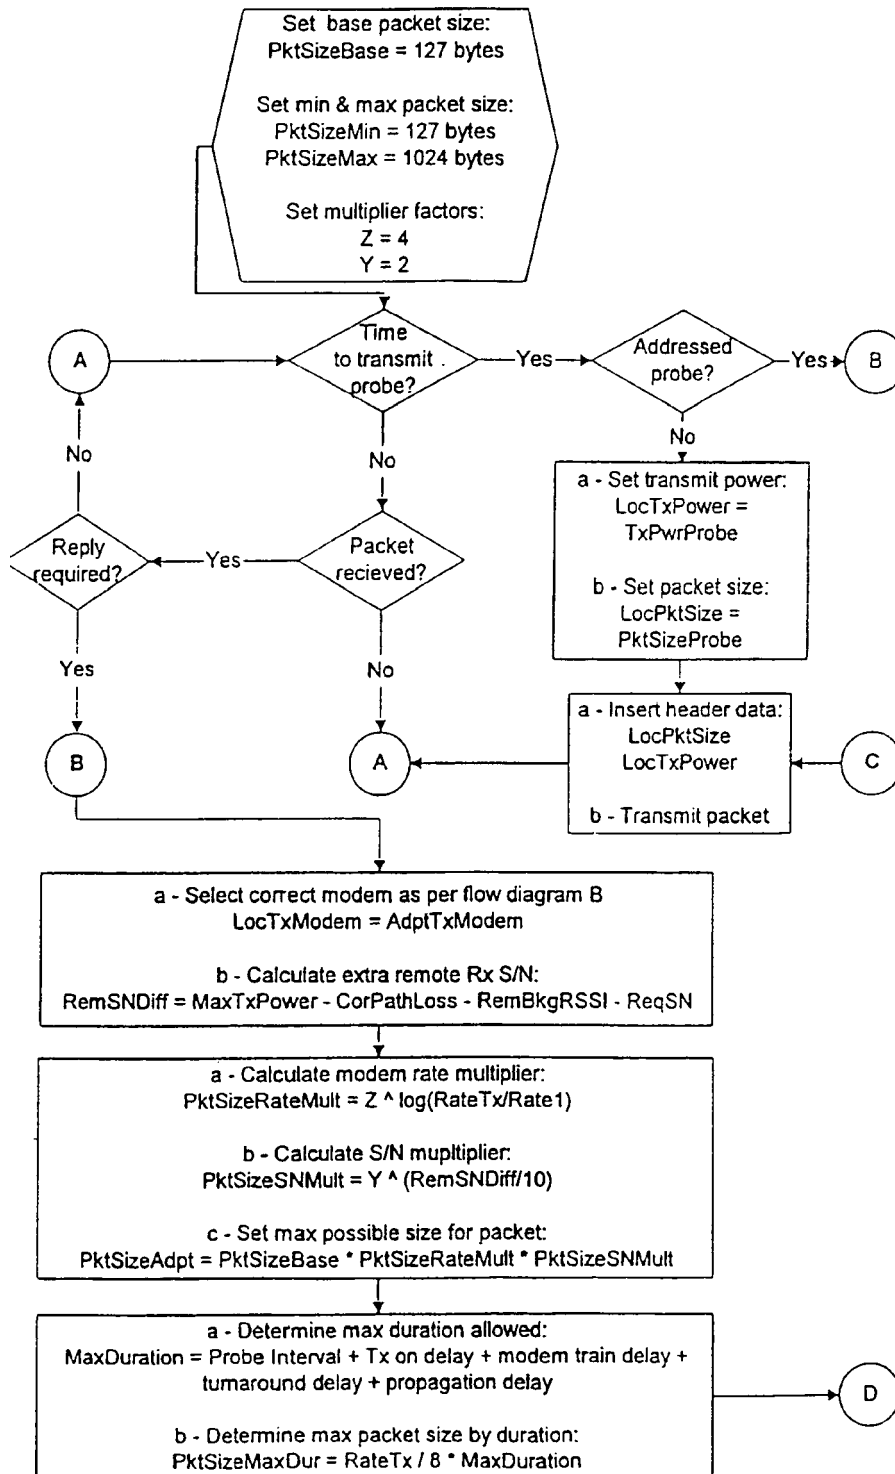 Set base packet size:
PktSizeBase = 127 bytes
Set min & max packet size:
PktSizeMin = 127 bytes
PktSizeMax = 1024 bytes
Set multiplier factors:
Z = 4
Y = 2
A
Time
to transmit
probe?
Yes
Addressed
probe?
Yes
B
No
No
No
a - Set transmit power:
LocTxPower =
TxPwrProbe
b - Set packet size:
LocPktSize =
PktSizeProbe
Reply
required?
Yes
Packet
recieved?
Yes
No
B
A
a - Insert header data:
LocPktSize
LocTxPower
b - Transmit packet
C
a - Select correct modem as per flow diagram B
LocTxModem = AdptTxModem
b - Calculate extra remote Rx S/N:
RemSNDiff = MaxTxPower - CorPathLoss - RemBkgRSSI - ReqSN
a - Calculate modem rate multiplier:
PktSizeRateMult = Z ^ log(RateTx/Rate1)
b - Calculate S/N mupltiplier:
PktSizeSNMult = Y ^ (RemSNDiff/10)
c - Set max possible size for packet:
PktSizeAdpt = PktSizeBase * PktSizeRateMult * PktSizeSNMult
a - Determine max duration allowed:
MaxDuration = Probe Interval + Tx on delay + modem train delay +
turnaround delay + propagation delay
b - Determine max packet size by duration:
PktSizeMaxDur = RateTx / 8 * MaxDuration
D